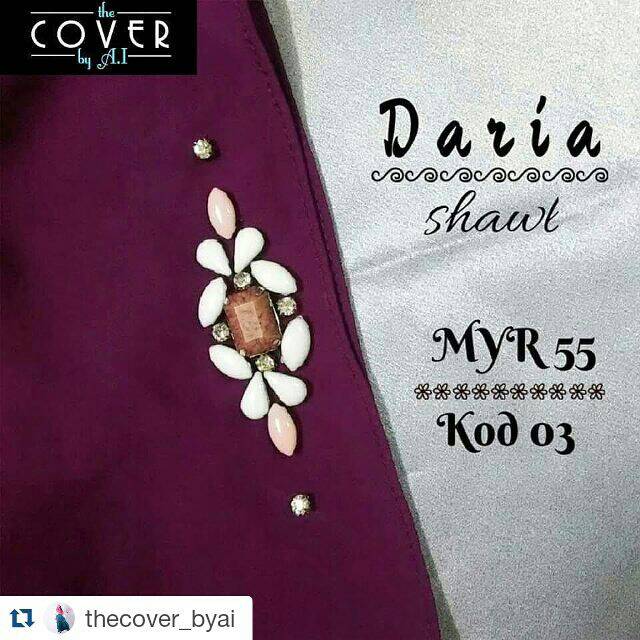 the
COVER
by A.I
Daria
shawl
MYR 55
Kod 03
thecover_byai